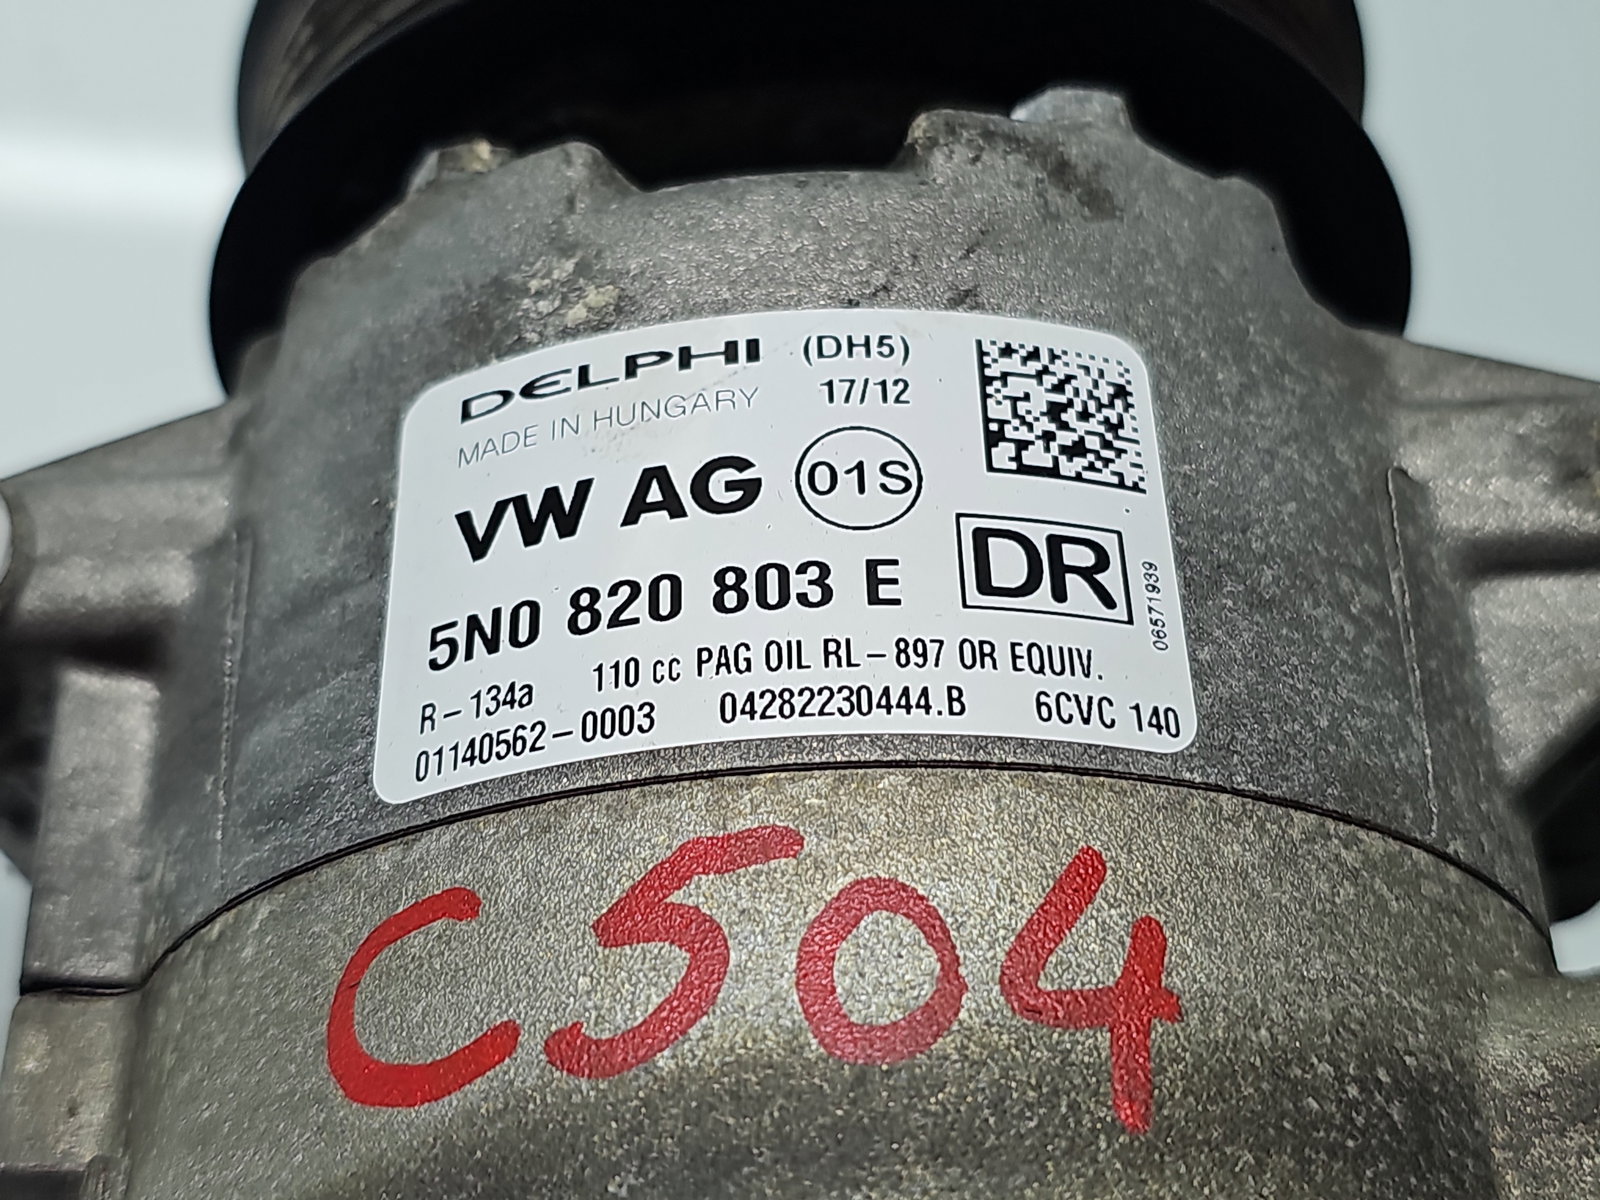 DELPHI (DH5)
MADE IN HUNGARY 17/12
VW AG 01S
5N0 820 803 E DR
06571939
R-134a 110 cc PAG OIL RL-897 OR EQUIV.
01140562-0003 04282230444.B 6CVC 140
C504